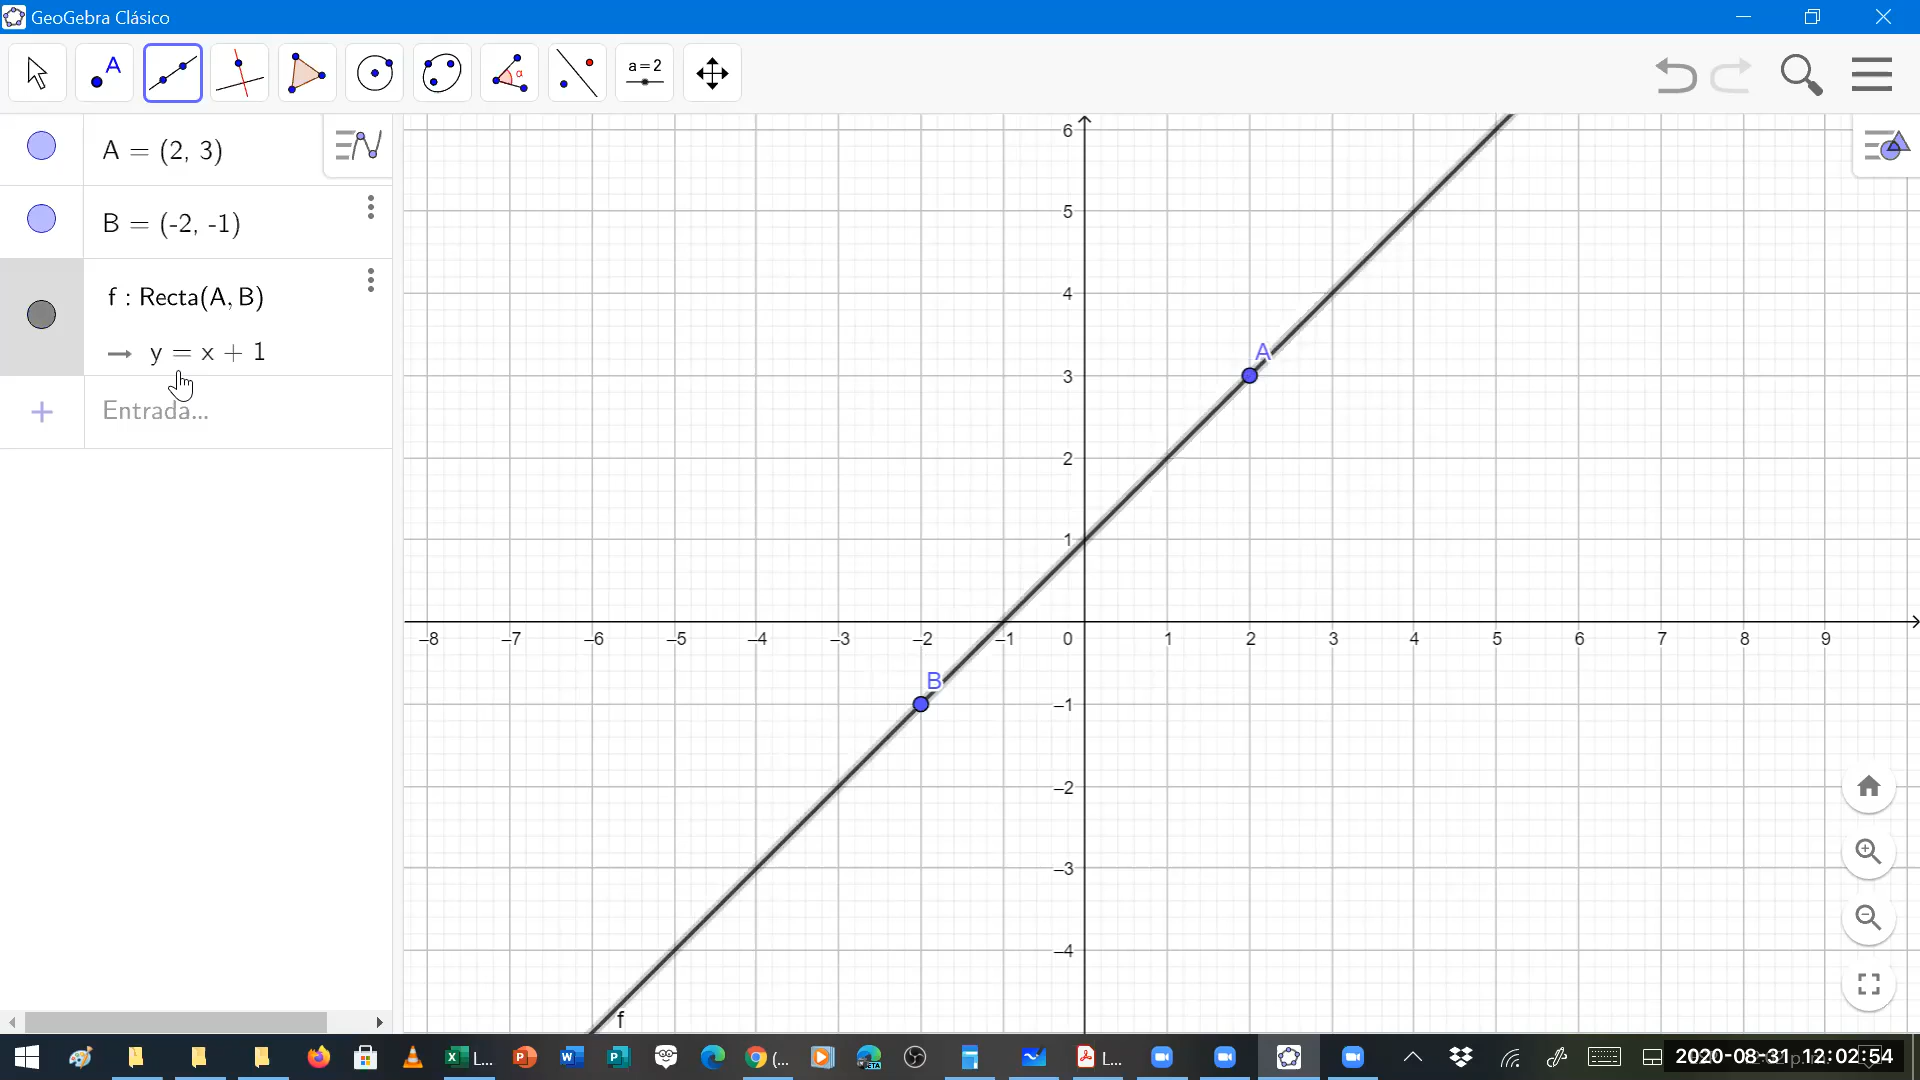 GeoGebra Clásico
A
α
a=2
A = (2, 3)
B = (-2, -1)
f : Recta(A, B)
→ y = x + 1
+ Entrada...
6
5
4
3
2
1
–8 –7 –6 –5 –4 –3 –2 –1 0 1 2 3 4 5 6 7 8 9
–1
–2
–3
–4
A
B
f
L... (... L...
BETA
2020-08-31 12:02:54